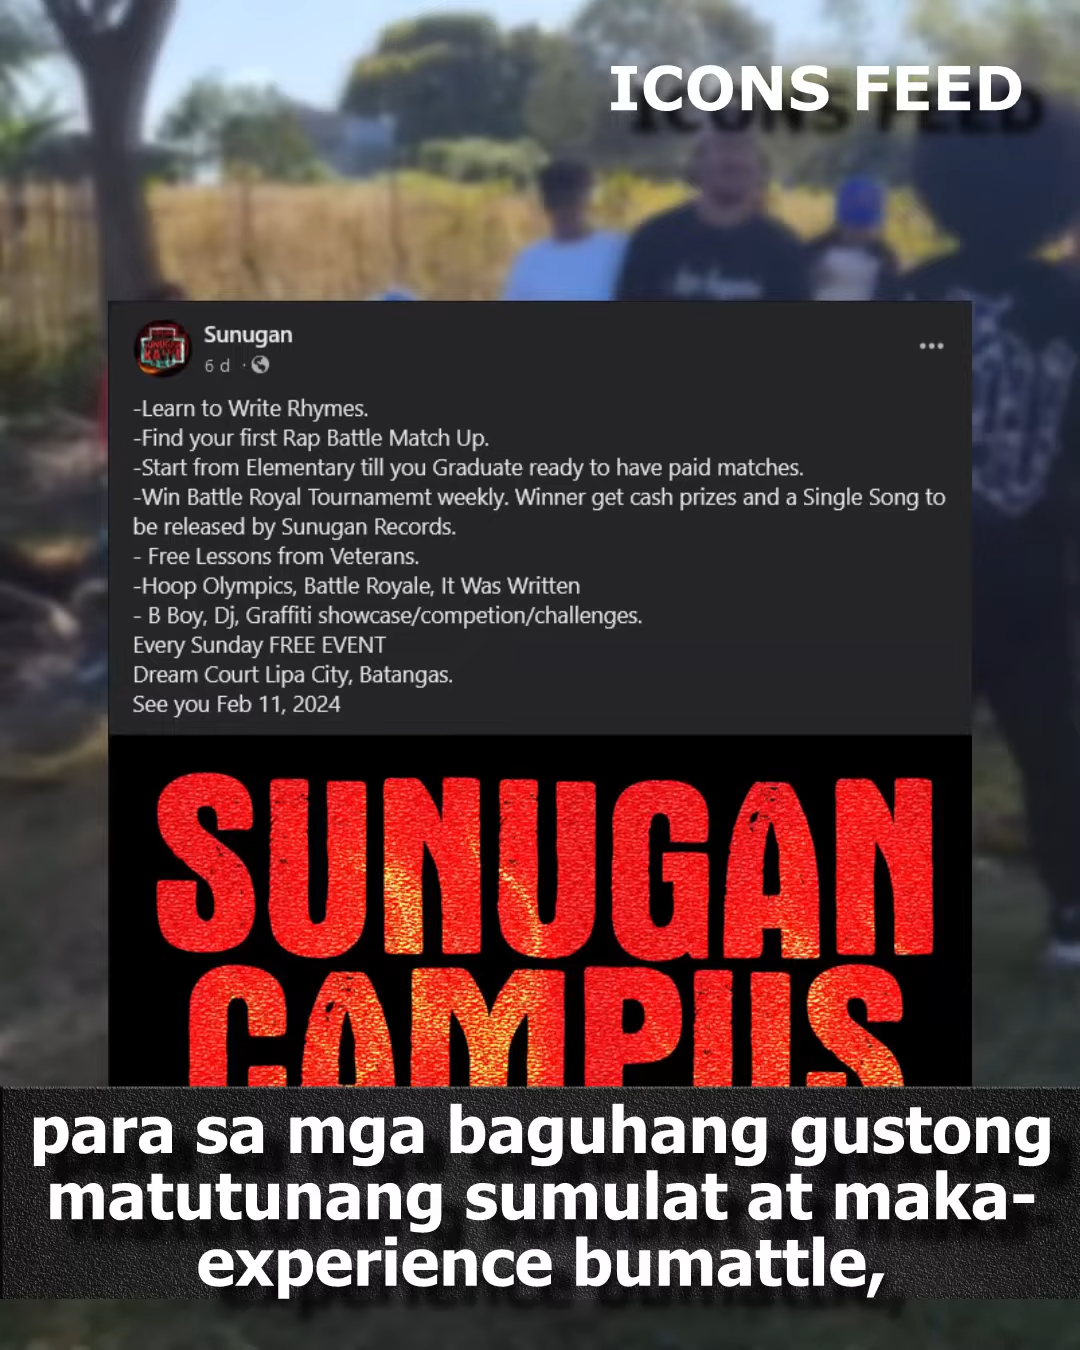 ICONS FEED
Sunugan
6 d ·
-Learn to Write Rhymes.
-Find your first Rap Battle Match Up.
-Start from Elementary till you Graduate ready to have paid matches.
-Win Battle Royal Tournamemt weekly. Winner get cash prizes and a Single Song to
be released by Sunugan Records.
- Free Lessons from Veterans.
-Hoop Olympics, Battle Royale, It Was Written
- B Boy, Dj, Graffiti showcase/competion/challenges.
Every Sunday FREE EVENT
Dream Court Lipa City, Batangas.
See you Feb 11, 2024
SUNUGAN
CAMPUS
para sa mga baguhang gustong
matutunang sumulat at maka-
experience bumattle,